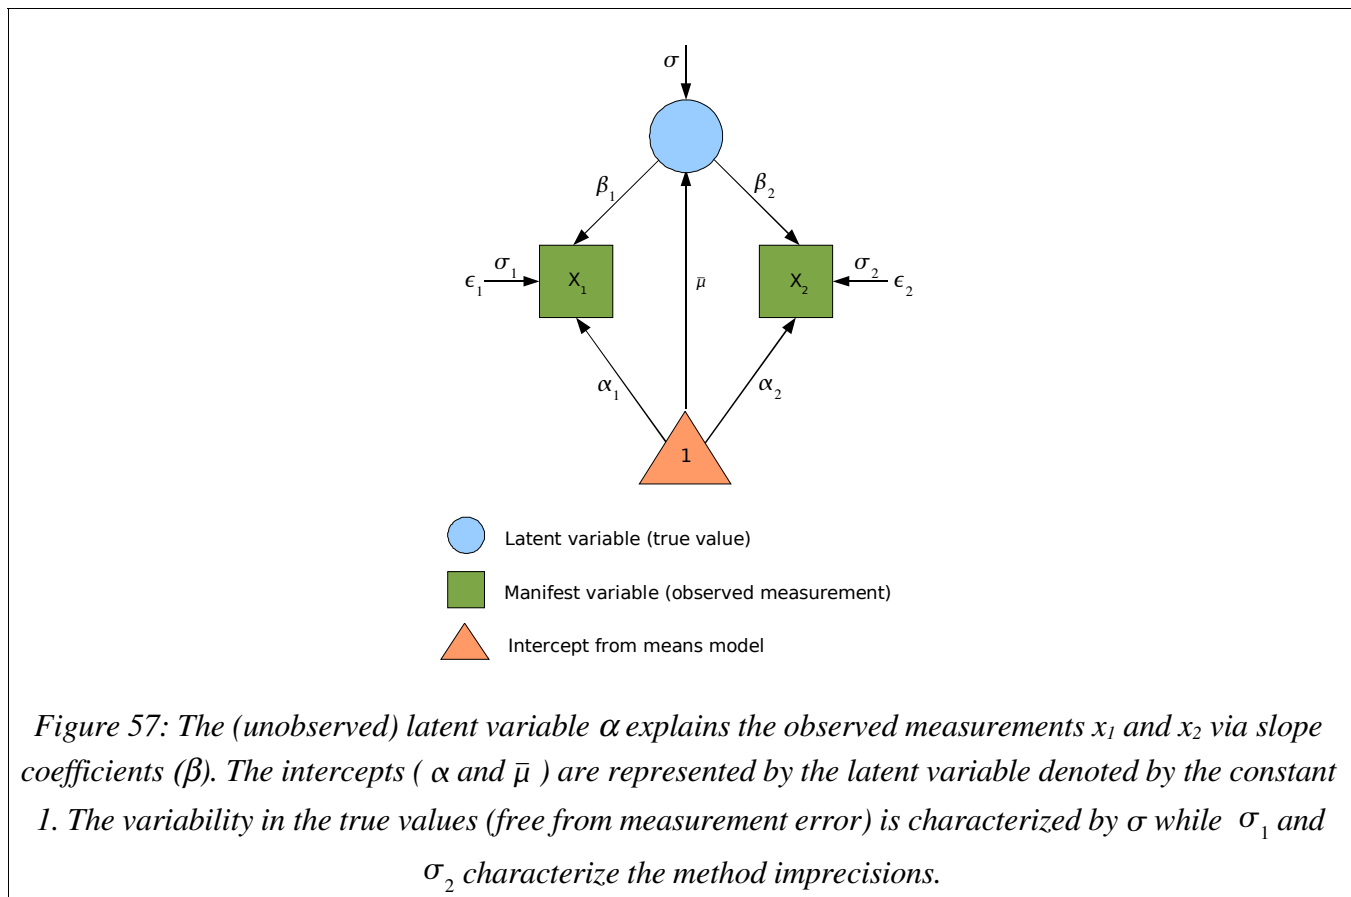 σ
β₁ β₂
ϵ₁ σ₁ X₁ μ̄ X₂ σ₂ ϵ₂
α₁ α₂
1
Latent variable (true value)
Manifest variable (observed measurement)
Intercept from means model
Figure 57: The (unobserved) latent variable α explains the observed measurements x₁ and x₂ via slope
coefficients (β). The intercepts ( α and μ̄ ) are represented by the latent variable denoted by the constant
1. The variability in the true values (free from measurement error) is characterized by σ while σ₁ and
σ₂ characterize the method imprecisions.